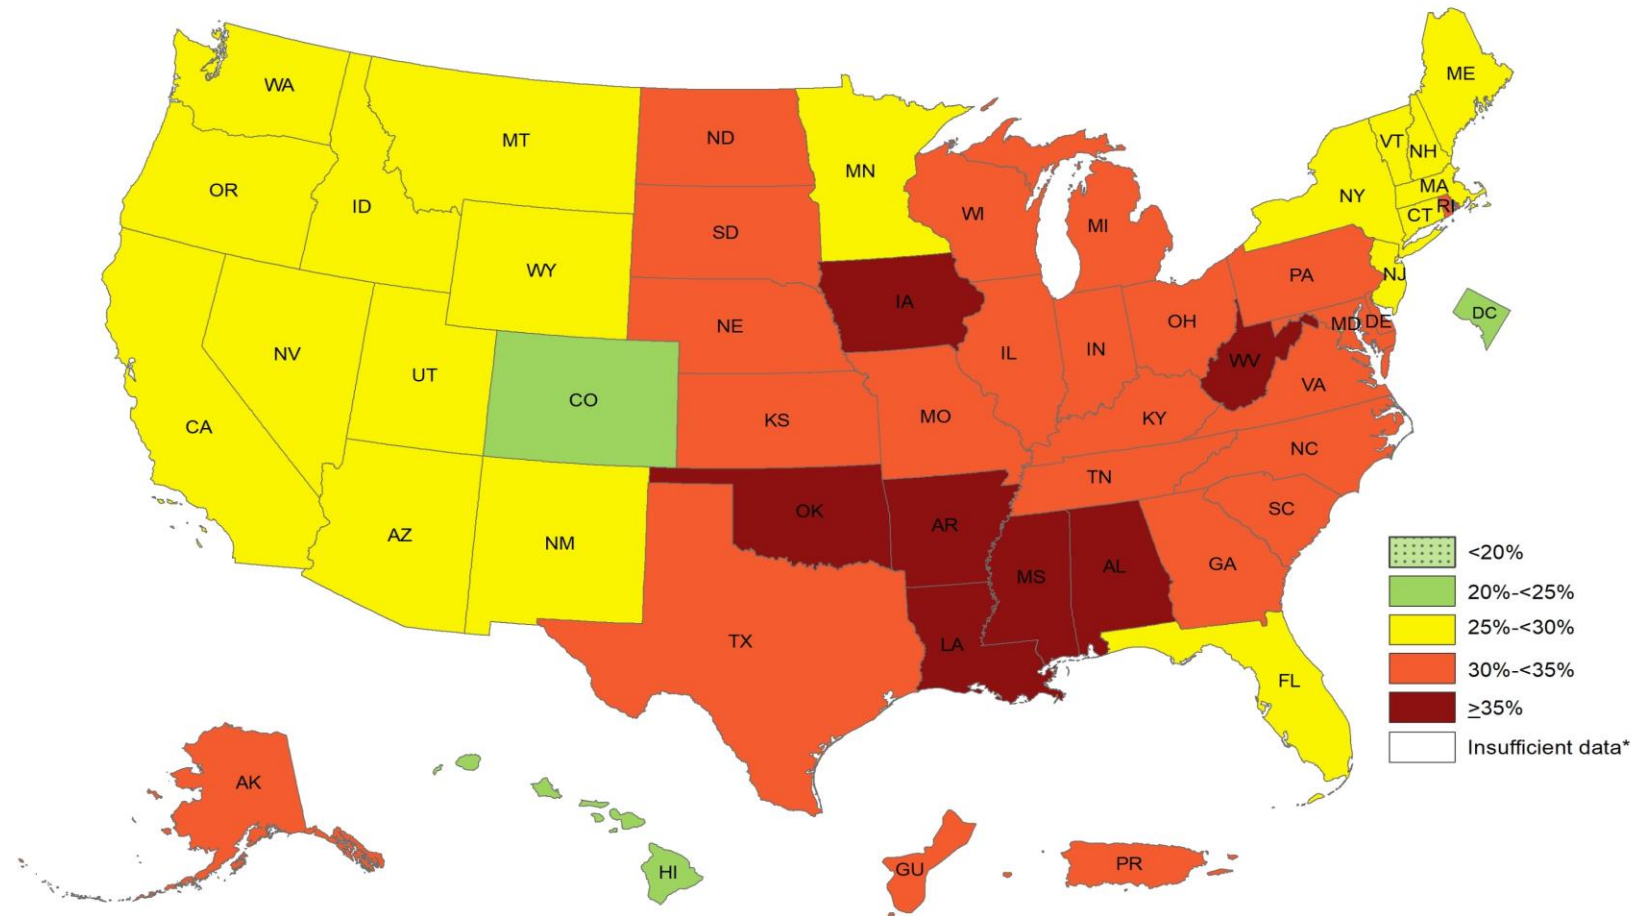 WA
MT
ND
MN
ME
VT
NH
OR
ID
SD
WI
MI
NY
MA
CT
RI
WY
NE
IA
PA
NJ
NV
UT
CO
IL
IN
OH
MD
DE
DC
WV
VA
CA
KS
MO
KY
NC
AZ
NM
OK
AR
TN
SC
MS
AL
GA
TX
LA
FL
AK
HI
GU
PR
<20%
20%-<25%
25%-<30%
30%-<35%
≥35%
Insufficient data*